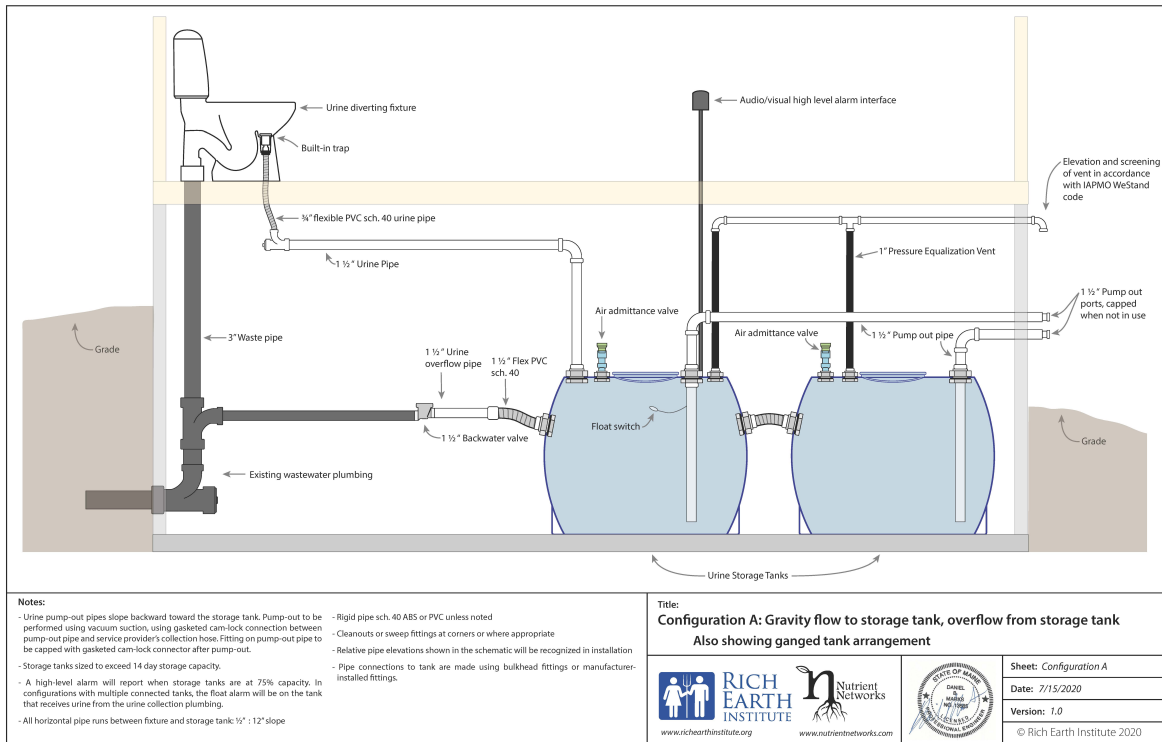 Urine diverting fixture
Built-in trap
Audio/visual high level alarm interface
Elevation and screening
of vent in accordance
with IAPMO WeStand
code
¾" flexible PVC sch. 40 urine pipe
1 ½" Urine Pipe
1" Pressure Equalization Vent
1 ½" Pump out
ports, capped
when not in use
Air admittance valve
Air admittance valve
1 ½" Pump out pipe
Grade
3" Waste pipe
1 ½" Urine
overflow pipe
1 ½" Flex PVC
sch. 40
Float switch
1 ½" Backwater valve
Grade
Existing wastewater plumbing
Urine Storage Tanks
Notes:
- Urine pump-out pipes slope backward toward the storage tank. Pump-out to be
performed using vacuum suction, using gasketed cam-lock connection between
pump-out pipe and service provider's collection hose. Fitting on pump-out pipe to
be capped with gasketed cam-lock connector after pump-out.
- Storage tanks sized to exceed 14 day storage capacity.
- A high-level alarm will report when storage tanks are at 75% capacity. In
configurations with multiple connected tanks, the float alarm will be on the tank
that receives urine from the urine collection plumbing.
- All horizontal pipe runs between fixture and storage tank: ½" : 12" slope
- Rigid pipe sch. 40 ABS or PVC unless noted
- Cleanouts or sweep fittings at corners or where appropriate
- Relative pipe elevations shown in the schematic will be recognized in installation
- Pipe connections to tank are made using bulkhead fittings or manufacturer-
installed fittings.
Title:
Configuration A: Gravity flow to storage tank, overflow from storage tank
Also showing ganged tank arrangement
RICH
EARTH
INSTITUTE
www.richearthinstitute.org
n
Nutrient
Networks
www.nutrientnetworks.com
STATE OF MAINE
DANIEL
LICENSED
PROFESSIONAL ENGINEER
Sheet: Configuration A
Date: 7/15/2020
Version: 1.0
© Rich Earth Institute 2020